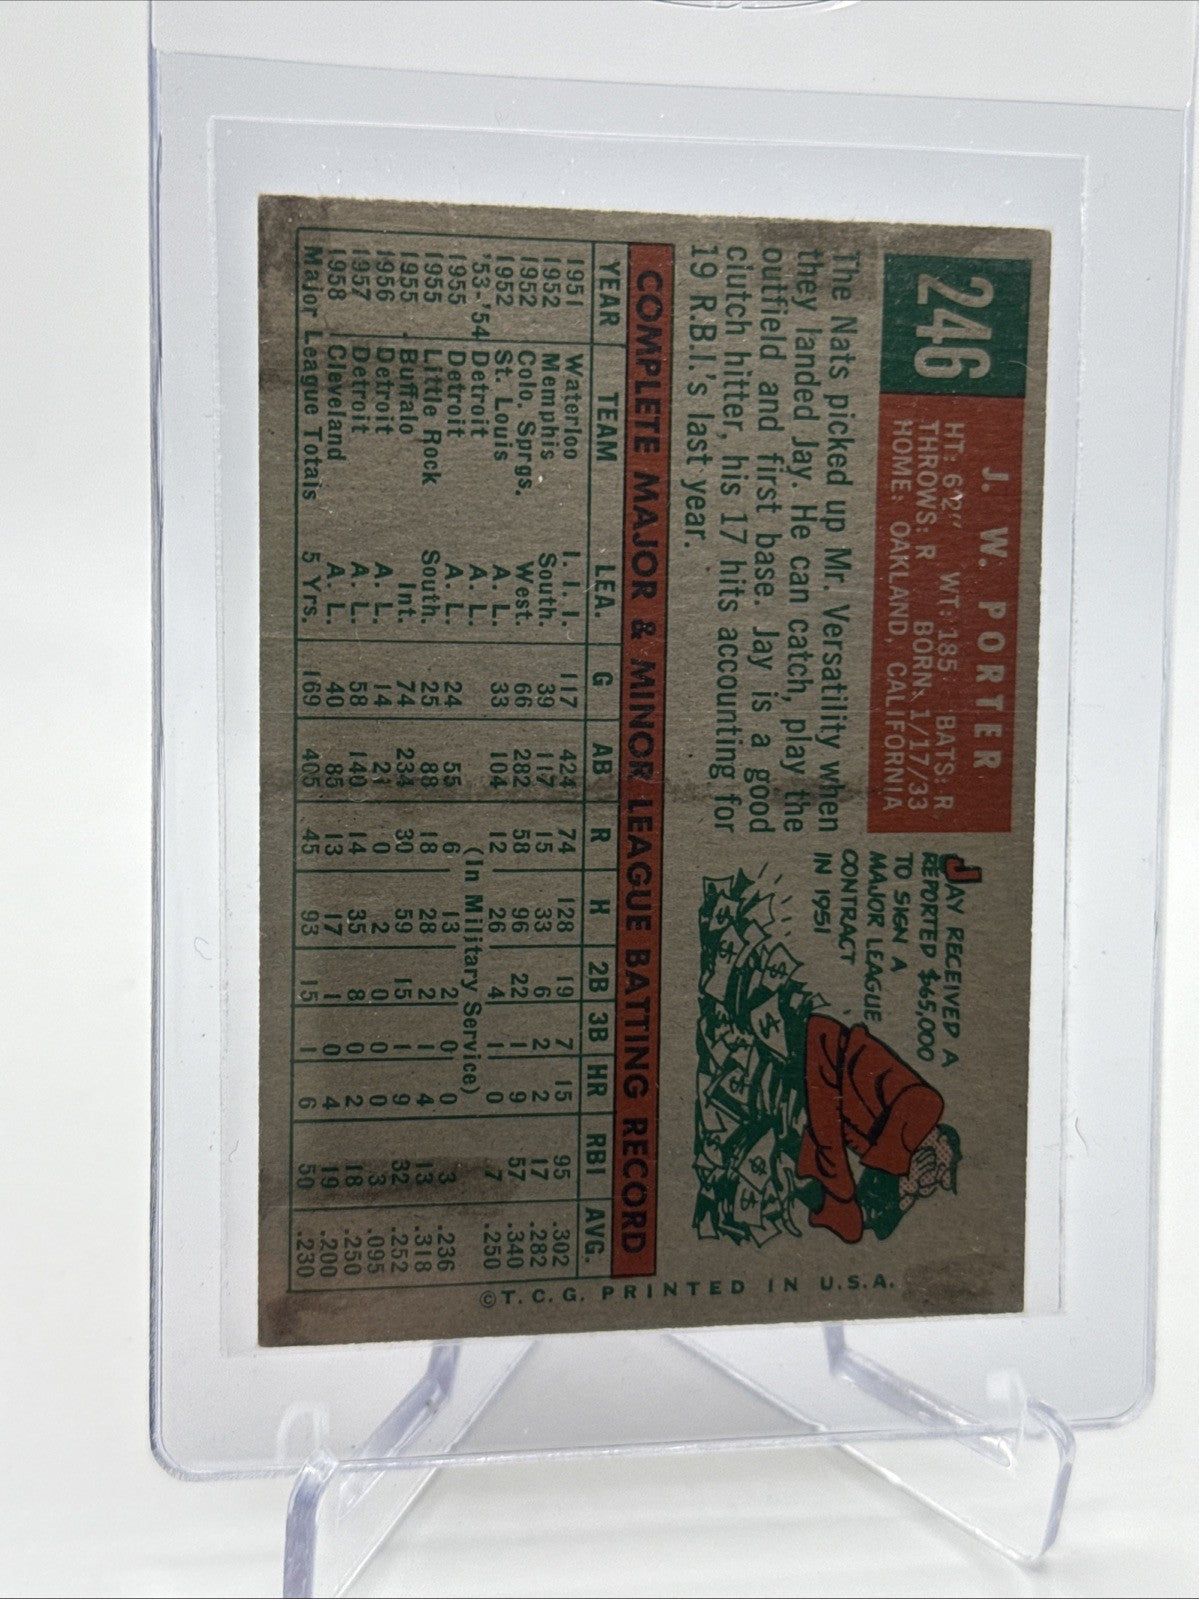 246
J. W. PORTER
HT: 6'2" WT: 185 BATS: R
THROWS: R BORN: 1/17/33
HOME: OAKLAND, CALIFORNIA
JAY RECEIVED A
REPORTED $65,000
TO SIGN A
MAJOR LEAGUE
CONTRACT
IN 1951
The Nats picked up Mr. Versatility when
they landed Jay. He can catch, play the
outfield and first base. Jay is a good
clutch hitter, his 17 hits accounting for
19 R.B.I.'s last year.
COMPLETE MAJOR & MINOR LEAGUE BATTING RECORD
YEAR TEAM LEA. G AB R H 2B 3B HR RBI AVG.
1951 Waterloo I. I. I. 117 424 74 128 19 7 15 95 .302
1952 Memphis South. 39 117 15 33 6 2 2 17 .282
1952 Colo. Sprgs. West. 66 282 58 96 22 1 9 57 .340
1952 St. Louis A. L. 33 104 12 26 4 1 0 7 .250
'53-'54 Detroit A. L. (In Military Service)
1955 Detroit A. L. 24 55 6 13 2 0 0 3 .236
1955 Little Rock South. 25 88 18 28 2 1 4 13 .318
1955 Buffalo Int. 74 234 30 59 15 1 9 32 .252
1956 Detroit A. L. 14 21 0 2 0 0 0 3 .095
1957 Detroit A. L. 58 140 14 35 8 0 2 18 .250
1958 Cleveland A. L. 40 85 13 17 1 0 4 19 .200
Major League Totals 5 Yrs. 169 405 45 93 15 1 6 50 .230
© T. C. G. PRINTED IN U.S.A.